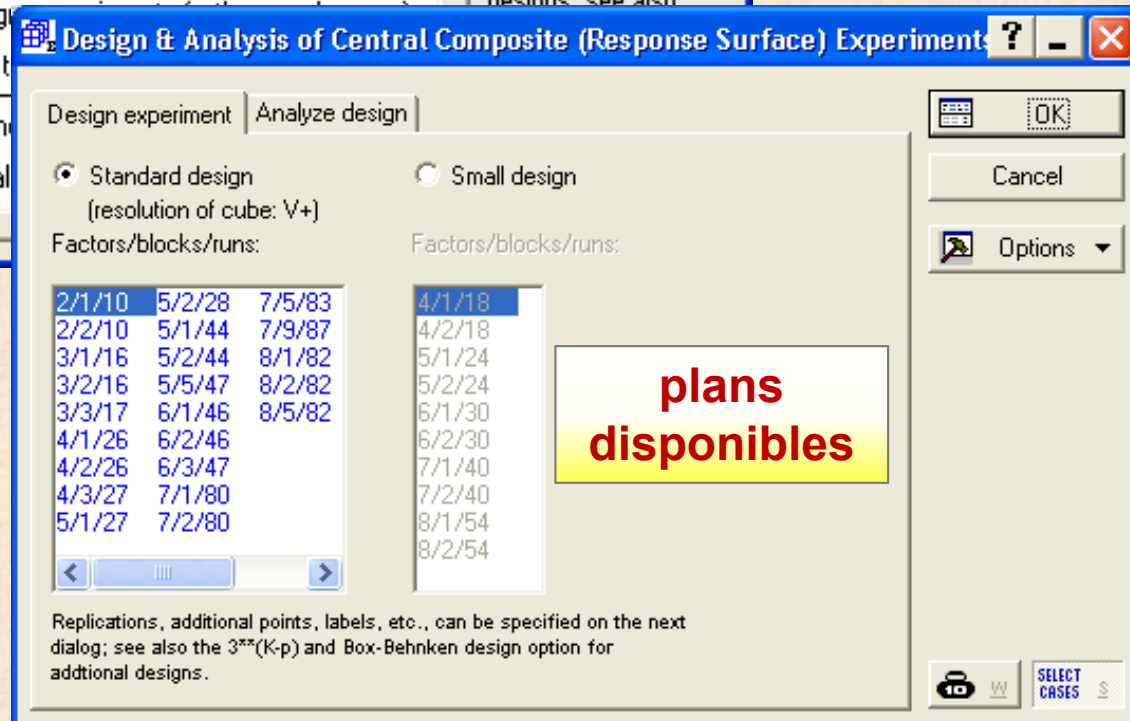 designs, see also
Design & Analysis of Central Composite (Response Surface) Experiments
Design experiment
Analyze design
OK
Cancel
Options
Standard design
(resolution of cube: V+)
Factors/blocks/runs:
Small design
Factors/blocks/runs:
2/1/10 5/2/28 7/5/83
2/2/10 5/1/44 7/9/87
3/1/16 5/2/44 8/1/82
3/2/16 5/5/47 8/2/82
3/3/17 6/1/46 8/5/82
4/1/26 6/2/46
4/2/26 6/3/47
4/3/27 7/1/80
5/1/27 7/2/80
4/1/18
4/2/18
5/1/24
5/2/24
6/1/30
6/2/30
7/1/40
7/2/40
8/1/54
8/2/54
plans
disponibles
Replications, additional points, labels, etc., can be specified on the next
dialog; see also the 3**(K-p) and Box-Behnken design option for
addtional designs.
W
SELECT
CASES
S